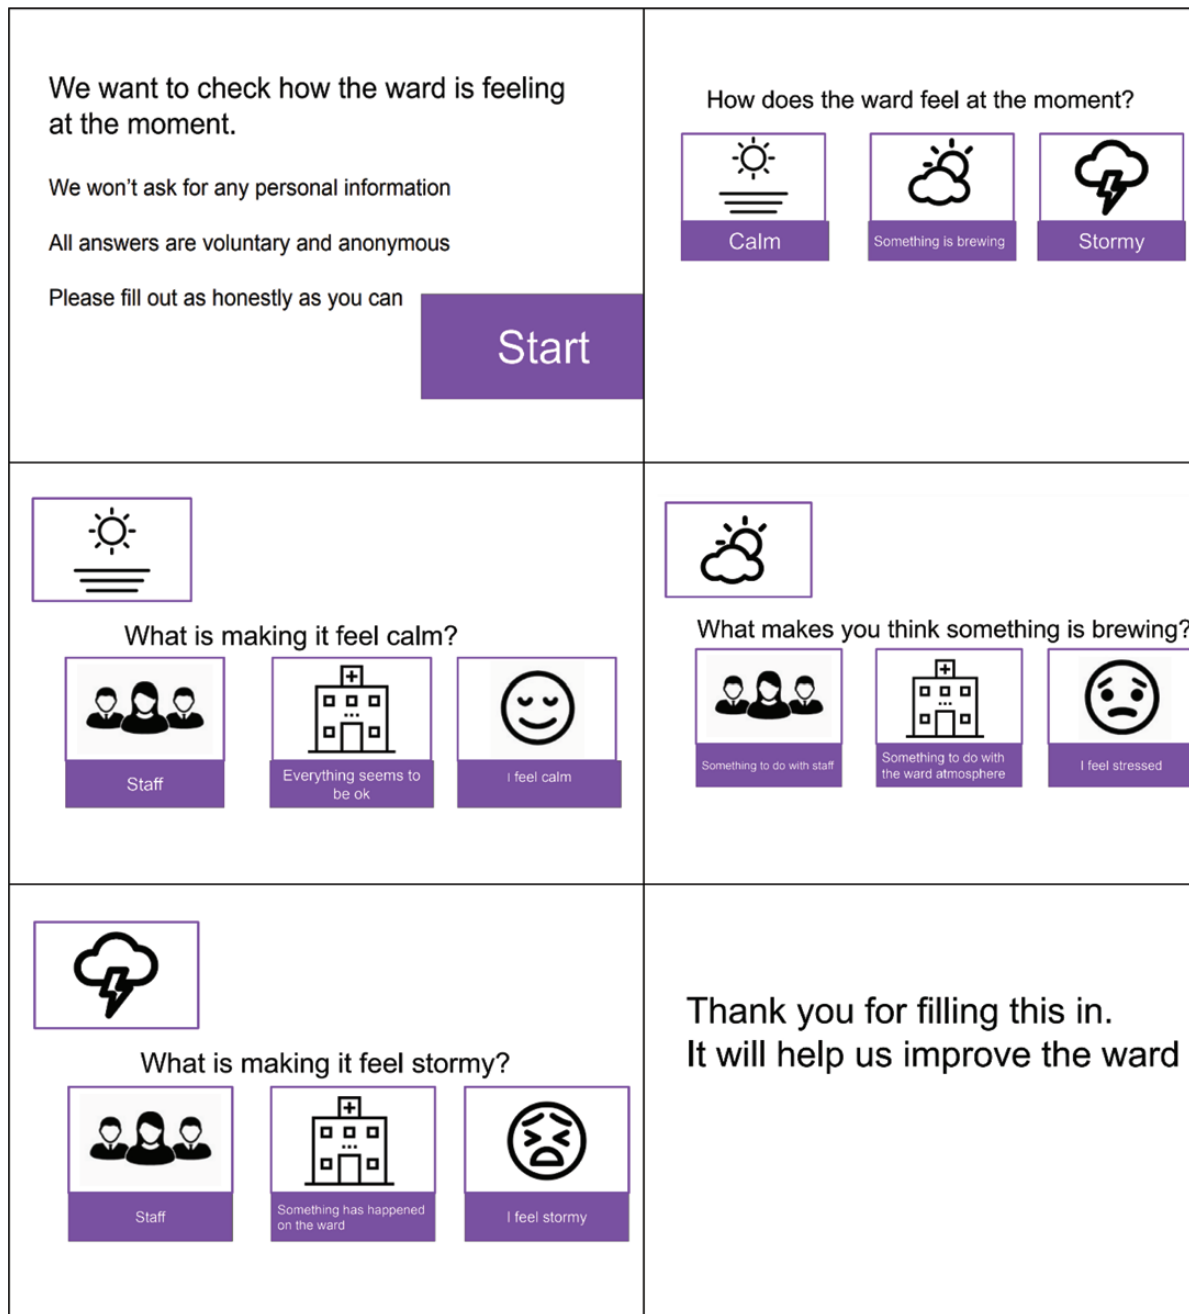 We want to check how the ward is feeling
at the moment.
We won't ask for any personal information
All answers are voluntary and anonymous
Please fill out as honestly as you can
Start
How does the ward feel at the moment?
Calm
Something is brewing
Stormy
What is making it feel calm?
Staff
Everything seems to
be ok
I feel calm
What makes you think something is brewing?
Something to do with staff
Something to do with
the ward atmosphere
I feel stressed
What is making it feel stormy?
Staff
Something has happened
on the ward
I feel stormy
Thank you for filling this in.
It will help us improve the ward